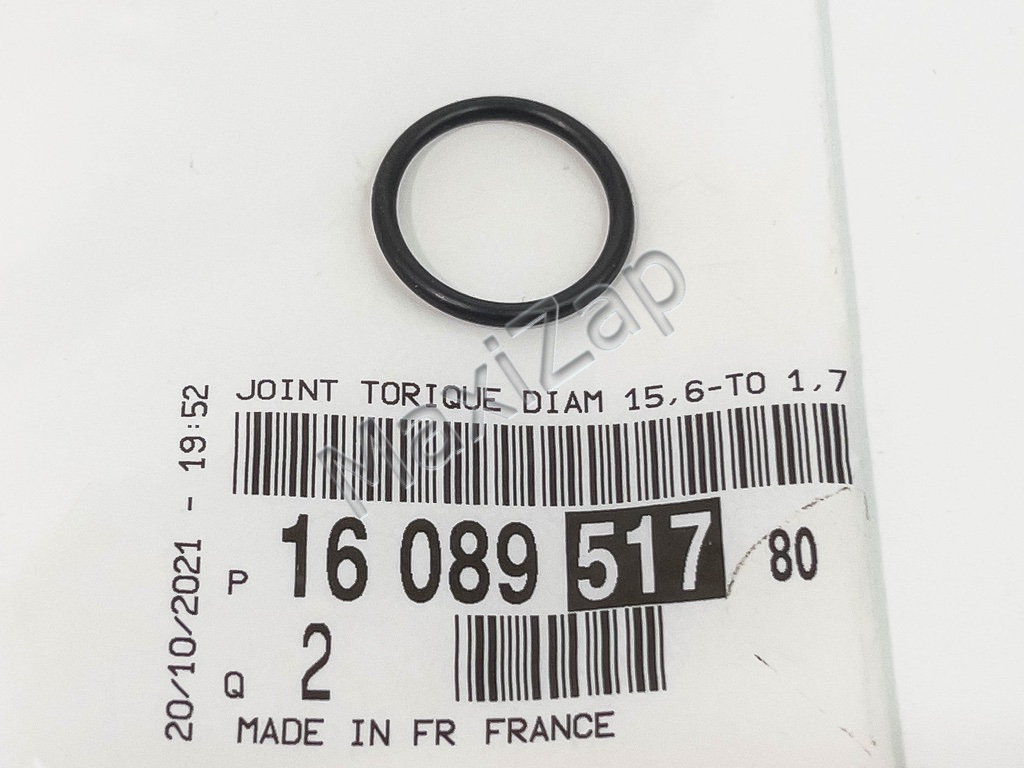 JOINT TORIQUE DIAM 15,6-TO 1,7
P 16 089 517 80
Q 2
MADE IN FR FRANCE
20/10/2021 - 19:52
MaxiZap